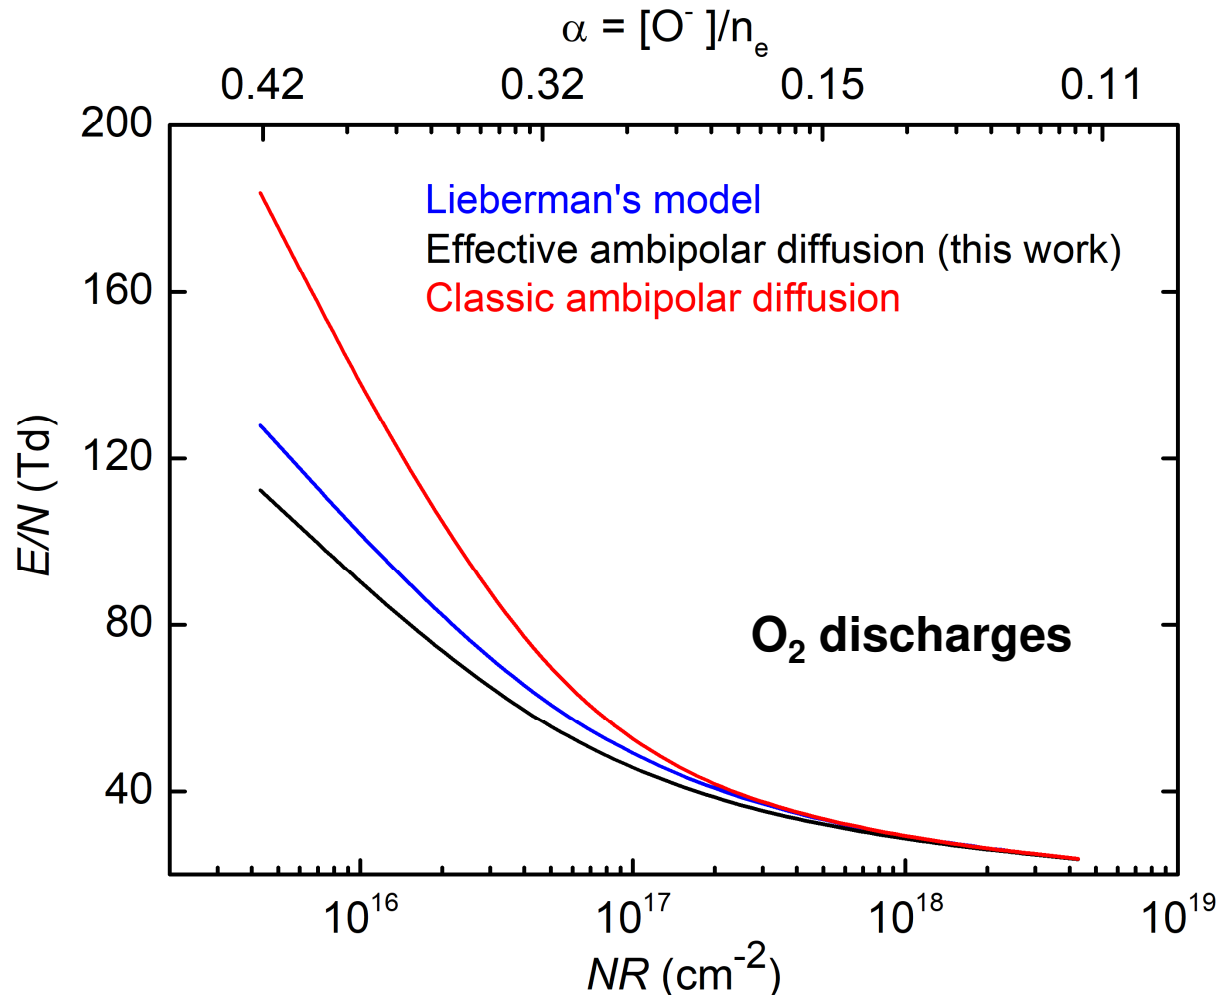 α = [O⁻ ]/nₑ
0.42 0.32 0.15 0.11
200
Lieberman's model
Effective ambipolar diffusion (this work)
Classic ambipolar diffusion
160
120
E/N (Td)
80
O₂ discharges
40
10¹⁶ 10¹⁷ 10¹⁸ 10¹⁹
NR (cm⁻²)